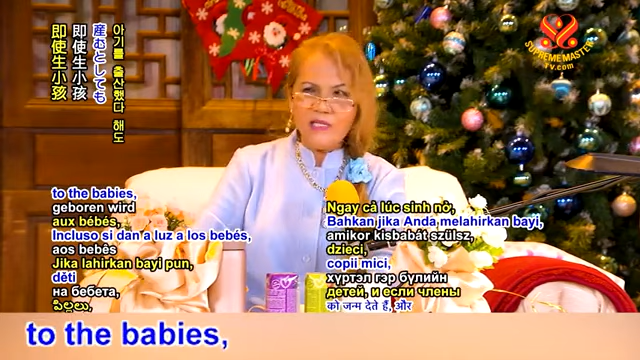 아기를 출산했다 해도
産むとしても
即使生小孩
即使生小孩
SUPREME MASTER
TV.com
to the babies,
geboren wird
aux bébés,
Incluso si dan a luz a los bebés,
aos bebês
Jika lahirkan bayi pun,
děti
на бебета,
పిల్లలు,
Ngay cả lúc sinh nở,
Bahkan jika Anda melahirkan bayi,
amikor kisbabát szülsz,
dzieci,
copii mici,
хүртэл гэр бүлийн
детей, и если члены
को जन्म देते हैं, और
to the babies,